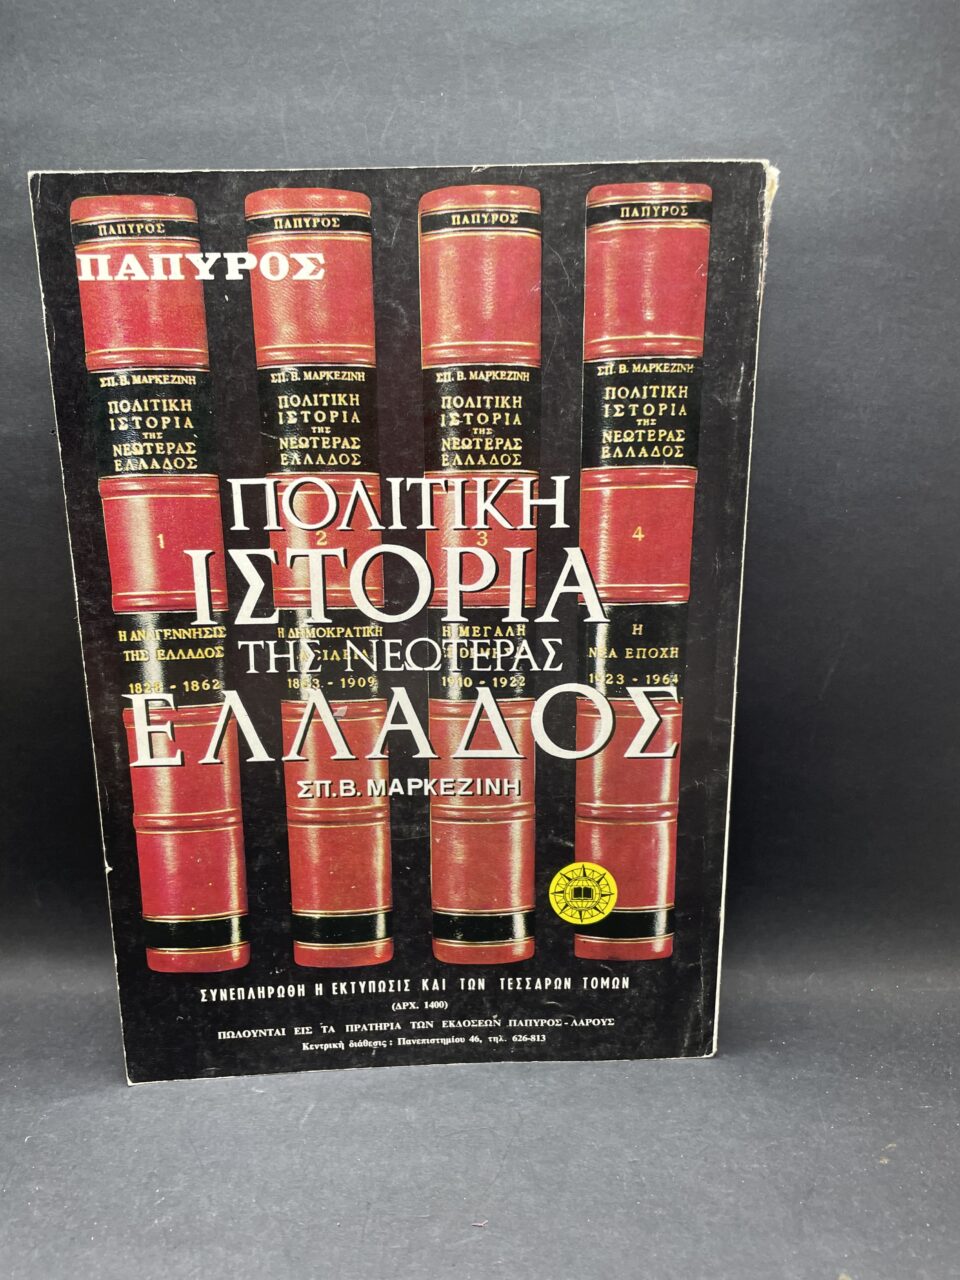 ΠΑΠΥΡΟΣ
ΠΑΠΥΡΟΣ
ΠΑΠΥΡΟΣ
ΠΑΠΥΡΟΣ
ΠΑΠΥΡΟΣ
ΣΠ. Β. ΜΑΡΚΕΖΙΝΗ
ΠΟΛΙΤΙΚΗ
ΙΣΤΟΡΙΑ
ΤΗΣ
ΝΕΩΤΕΡΑΣ
ΕΛΛΑΔΟΣ
ΣΠ. Β. ΜΑΡΚΕΖΙΝΗ
ΠΟΛΙΤΙΚΗ
ΙΣΤΟΡΙΑ
ΤΗΣ
ΝΕΩΤΕΡΑΣ
ΕΛΛΑΔΟΣ
ΣΠ. Β. ΜΑΡΚΕΖΙΝΗ
ΠΟΛΙΤΙΚΗ
ΙΣΤΟΡΙΑ
ΤΗΣ
ΝΕΩΤΕΡΑΣ
ΕΛΛΑΔΟΣ
ΣΠ. Β. ΜΑΡΚΕΖΙΝΗ
ΠΟΛΙΤΙΚΗ
ΙΣΤΟΡΙΑ
ΤΗΣ
ΝΕΩΤΕΡΑΣ
ΕΛΛΑΔΟΣ
1
2
3
4
ΠΟΛΙΤΙΚΗ
ΙΣΤΟΡΙΑ
ΤΗΣ ΝΕΩΤΕΡΑΣ
ΕΛΛΑΔΟΣ
ΣΠ. Β. ΜΑΡΚΕΖΙΝΗ
Η ΑΝΑΓΕΝΝΗΣΙΣ
ΤΗΣ ΕΛΛΑΔΟΣ
- 1862
Η ΔΗΜΟΚΡΑΤΙΚΗ
- 1909
Η ΜΕΓΑΛΗ
1910 - 1922
Η
ΝΕΑ ΕΠΟΧΗ
1923 - 1964
ΣΥΝΕΠΛΗΡΩΘΗ Η ΕΚΤΥΠΩΣΙΣ ΚΑΙ ΤΩΝ ΤΕΣΣΑΡΩΝ ΤΟΜΩΝ
(ΔΡΧ. 1400)
ΠΩΛΟΥΝΤΑΙ ΕΙΣ ΤΑ ΠΡΑΤΗΡΙΑ ΤΩΝ ΕΚΔΟΣΕΩΝ ΠΑΠΥΡΟΣ - ΛΑΡΟΥΣ
Κεντρική διάθεσις : Πανεπιστημίου 46, τηλ. 626-813